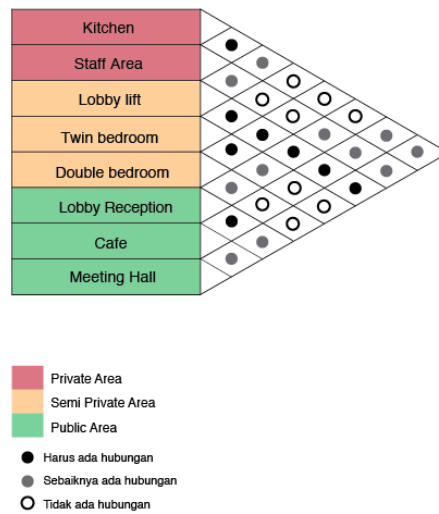 Kitchen
Staff Area
Lobby lift
Twin bedroom
Double bedroom
Lobby Reception
Cafe
Meeting Hall
Private Area
Semi Private Area
Public Area
Harus ada hubungan
Sebaiknya ada hubungan
Tidak ada hubungan